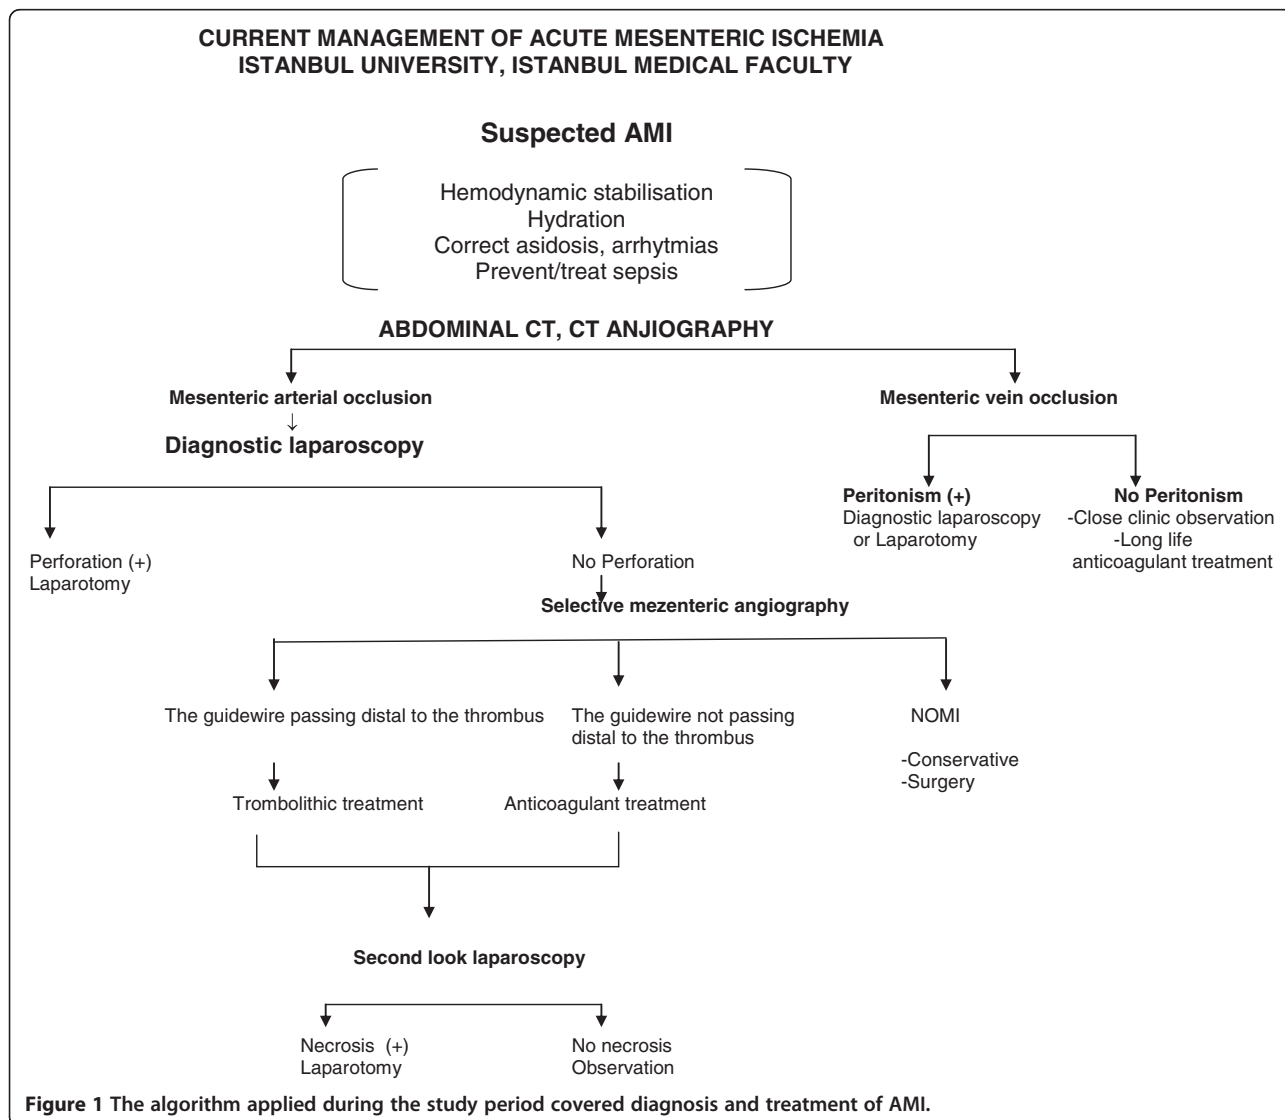 CURRENT MANAGEMENT OF ACUTE MESENTERIC ISCHEMIA
ISTANBUL UNIVERSITY, ISTANBUL MEDICAL FACULTY
Suspected AMI
Hemodynamic stabilisation
Hydration
Correct asidosis, arrhytmias
Prevent/treat sepsis
ABDOMINAL CT, CT ANJIOGRAPHY
Mesenteric arterial occlusion
Diagnostic laparoscopy
Mesenteric vein occlusion
Peritonism (+)
Diagnostic laparoscopy
or Laparotomy
No Peritonism
-Close clinic observation
-Long life
anticoagulant treatment
Perforation (+)
Laparotomy
No Perforation
Selective mezenteric angiography
The guidewire passing distal to the thrombus
The guidewire not passing
distal to the thrombus
NOMI
-Conservative
-Surgery
Trombolithic treatment
Anticoagulant treatment
Second look laparoscopy
Necrosis (+)
Laparotomy
No necrosis
Observation
Figure 1 The algorithm applied during the study period covered diagnosis and treatment of AMI.